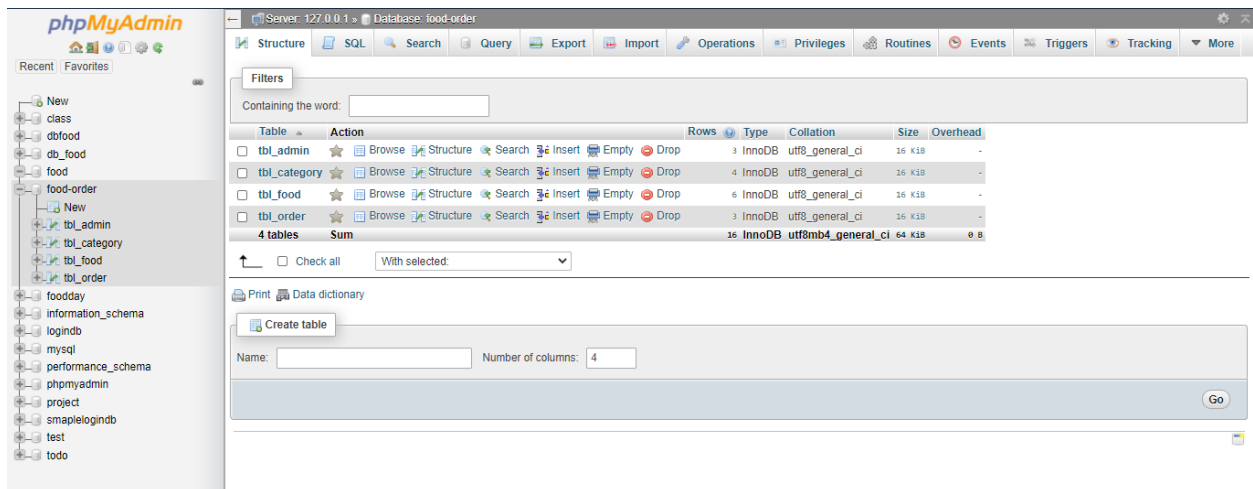 phpMyAdmin
Recent Favorites
New
class
dbfood
db_food
food
food-order
New
tbl_admin
tbl_category
tbl_food
tbl_order
foodday
information_schema
logindb
mysql
performance_schema
phpmyadmin
project
smaplelogindb
test
todo
Server: 127.0.0.1 » Database: food-order
Structure SQL Search Query Export Import Operations Privileges Routines Events Triggers Tracking More
Filters
Containing the word:
Table Action Rows Type Collation Size Overhead
tbl_admin Browse Structure Search Insert Empty Drop 3 InnoDB utf8_general_ci 16 KiB -
tbl_category Browse Structure Search Insert Empty Drop 4 InnoDB utf8_general_ci 16 KiB -
tbl_food Browse Structure Search Insert Empty Drop 6 InnoDB utf8_general_ci 16 KiB -
tbl_order Browse Structure Search Insert Empty Drop 3 InnoDB utf8_general_ci 16 KiB -
4 tables Sum 16 InnoDB utf8mb4_general_ci 64 KiB 0 B
Check all With selected:
Print Data dictionary
Create table
Name: Number of columns: 4
Go